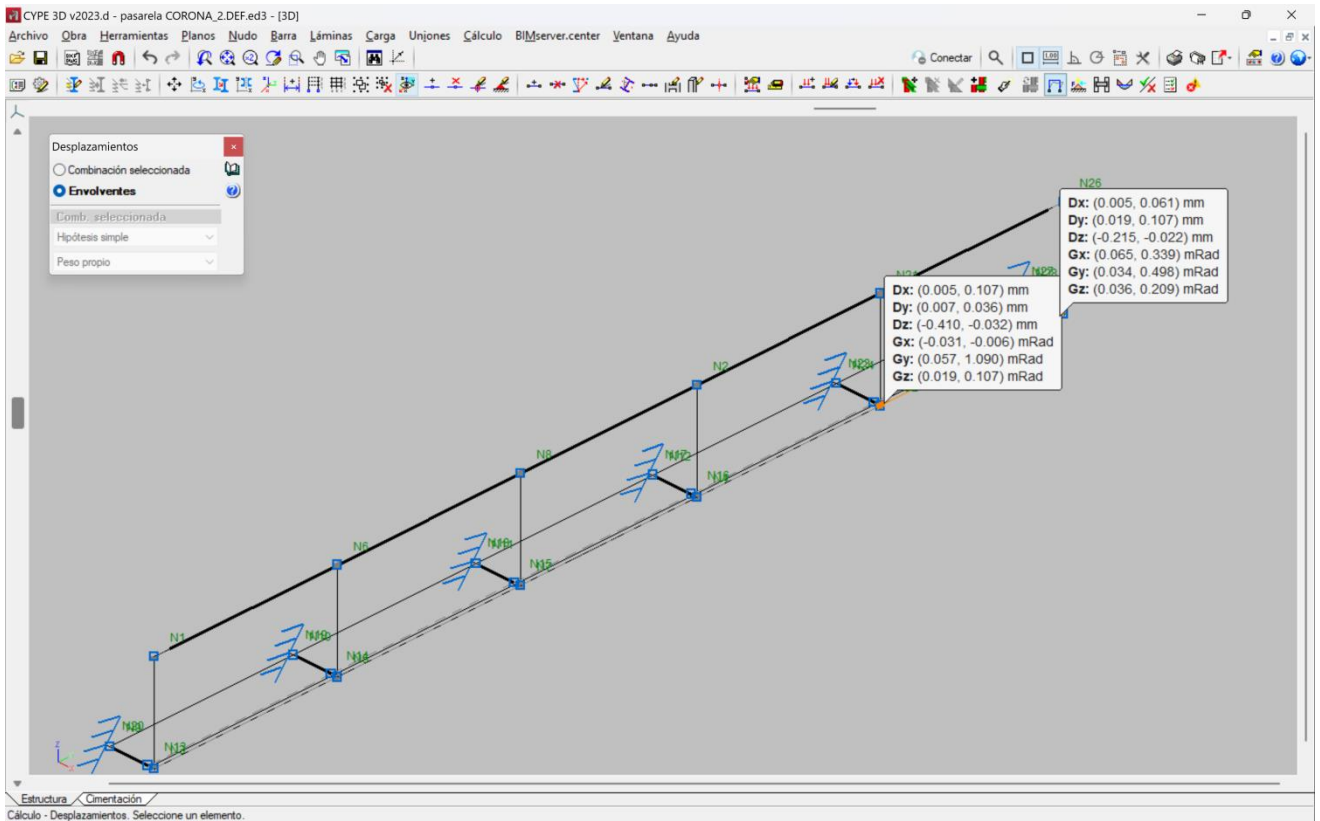 CYPE 3D v2023.d - pasarela CORONA_2.DEF.ed3 - [3D]
Archivo Obra Herramientas Planos Nudo Barra Láminas Carga Uniones Cálculo BIMserver.center Ventana Ayuda
Conectar
Desplazamientos
Combinación seleccionada
Envolventes
Comb. seleccionada
Hipótesis simple
Peso propio
N26
Dx: (0.005, 0.061) mm
Dy: (0.019, 0.107) mm
Dz: (-0.215, -0.022) mm
Gx: (0.065, 0.339) mRad
Gy: (0.034, 0.498) mRad
Gz: (0.036, 0.209) mRad
Dx: (0.005, 0.107) mm
Dy: (0.007, 0.036) mm
Dz: (-0.410, -0.032) mm
Gx: (-0.031, -0.006) mRad
Gy: (0.057, 1.090) mRad
Gz: (0.019, 0.107) mRad
N2
N8
N6
N1
Estructura Cimentación
Cálculo - Desplazamientos. Seleccione un elemento.